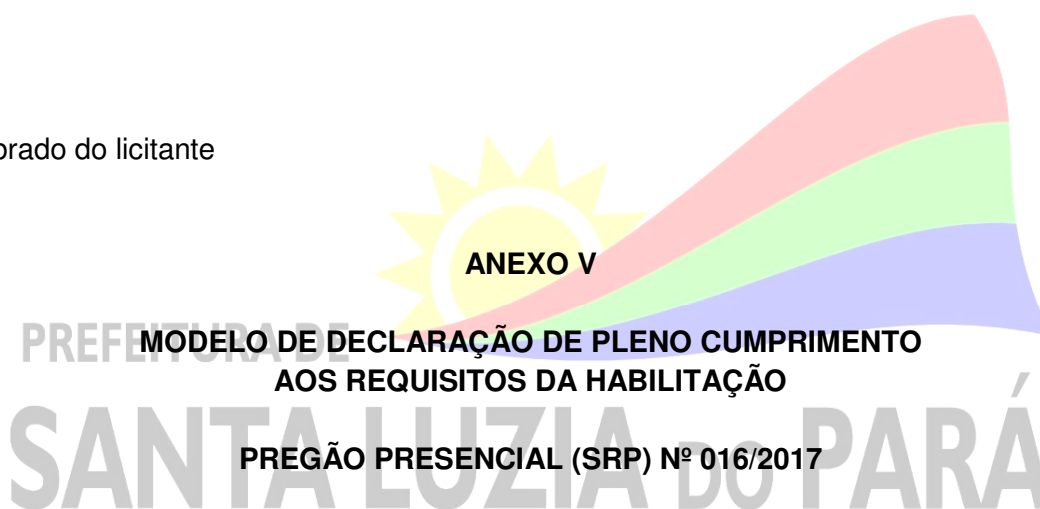 brado do licitante
ANEXO V
PREFEITURA DE
MODELO DE DECLARAÇÃO DE PLENO CUMPRIMENTO
AOS REQUISITOS DA HABILITAÇÃO
SANTA LUZIA DO PARÁ
PREGÃO PRESENCIAL (SRP) Nº 016/2017